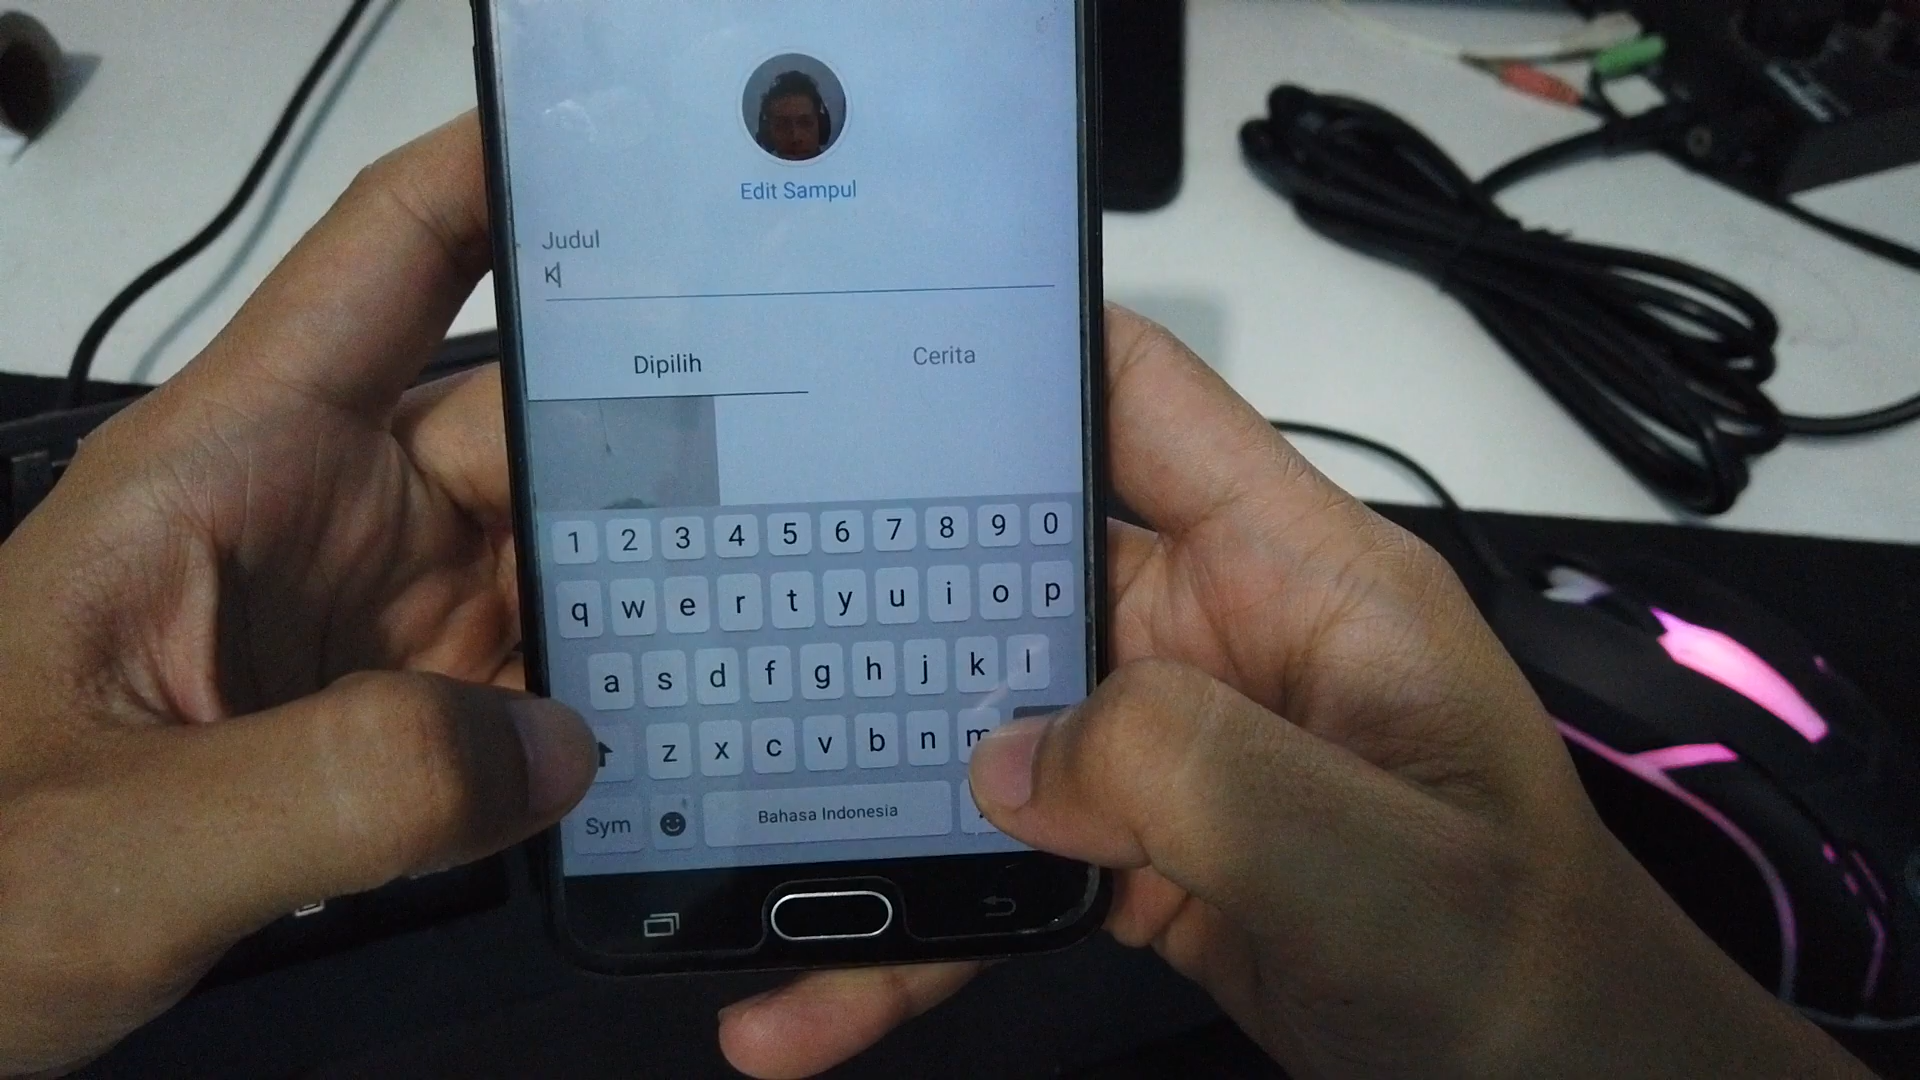 Edit Sampul
Judul
K
Dipilih Cerita
1 2 3 4 5 6 7 8 9 0
q w e r t y u i o p
a s d f g h j k l
z x c v b n m
Sym Bahasa Indonesia